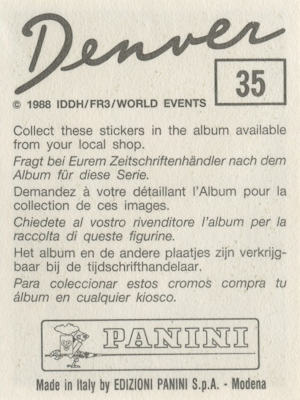 Denver
35
© 1988 IDDH/FR3/WORLD EVENTS
Collect these stickers in the album available
from your local shop.
Fragt bei Eurem Zeitschriftenhändler nach dem
Album für diese Serie.
Demandez à votre détaillant l'Album pour la
collection de ces images.
Chiedete al vostro rivenditore l'album per la
raccolta di queste figurine.
Het album en de andere plaatjes zijn verkrijg-
baar bij de tijdschrifthandelaar.
Para coleccionar estos cromos compra tu
álbum en cualquier kiosco.
PANINI
Made in Italy by EDIZIONI PANINI S.p.A. - Modena